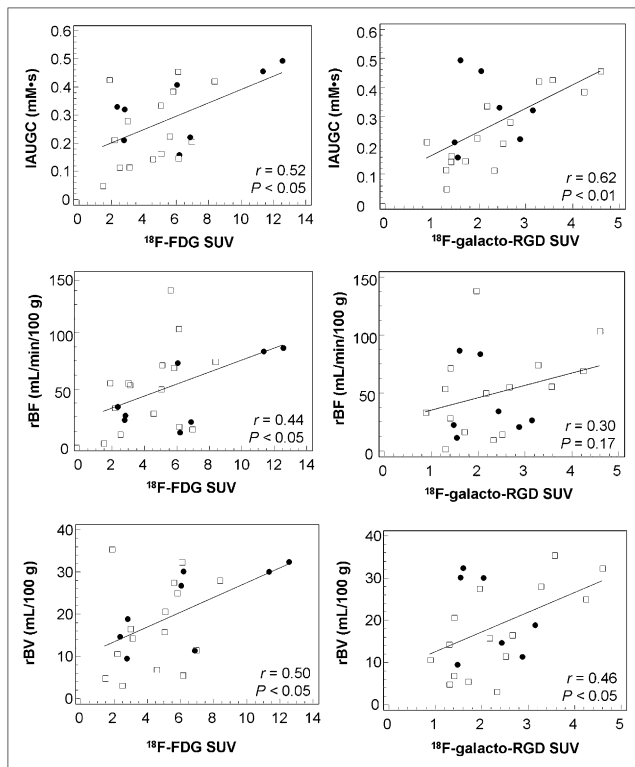 IAUGC (mM•s)
0.6
0.5
0.4
0.3
0.2
0.1
0
0 2 4 6 8 10 12 14
r = 0.52
P < 0.05
¹⁸F-FDG SUV
IAUGC (mM•s)
0.6
0.5
0.4
0.3
0.2
0.1
0
0 1 2 3 4 5
r = 0.62
P < 0.01
¹⁸F-galacto-RGD SUV
rBF (mL/min/100 g)
150
100
50
0
0 2 4 6 8 10 12 14
r = 0.44
P < 0.05
¹⁸F-FDG SUV
rBF (mL/min/100 g)
150
100
50
0
0 1 2 3 4 5
r = 0.30
P = 0.17
¹⁸F-galacto-RGD SUV
rBV (mL/100 g)
40
30
20
10
0
0 2 4 6 8 10 12 14
r = 0.50
P < 0.05
¹⁸F-FDG SUV
rBV (mL/100 g)
40
30
20
10
0
0 1 2 3 4 5
r = 0.46
P < 0.05
¹⁸F-galacto-RGD SUV